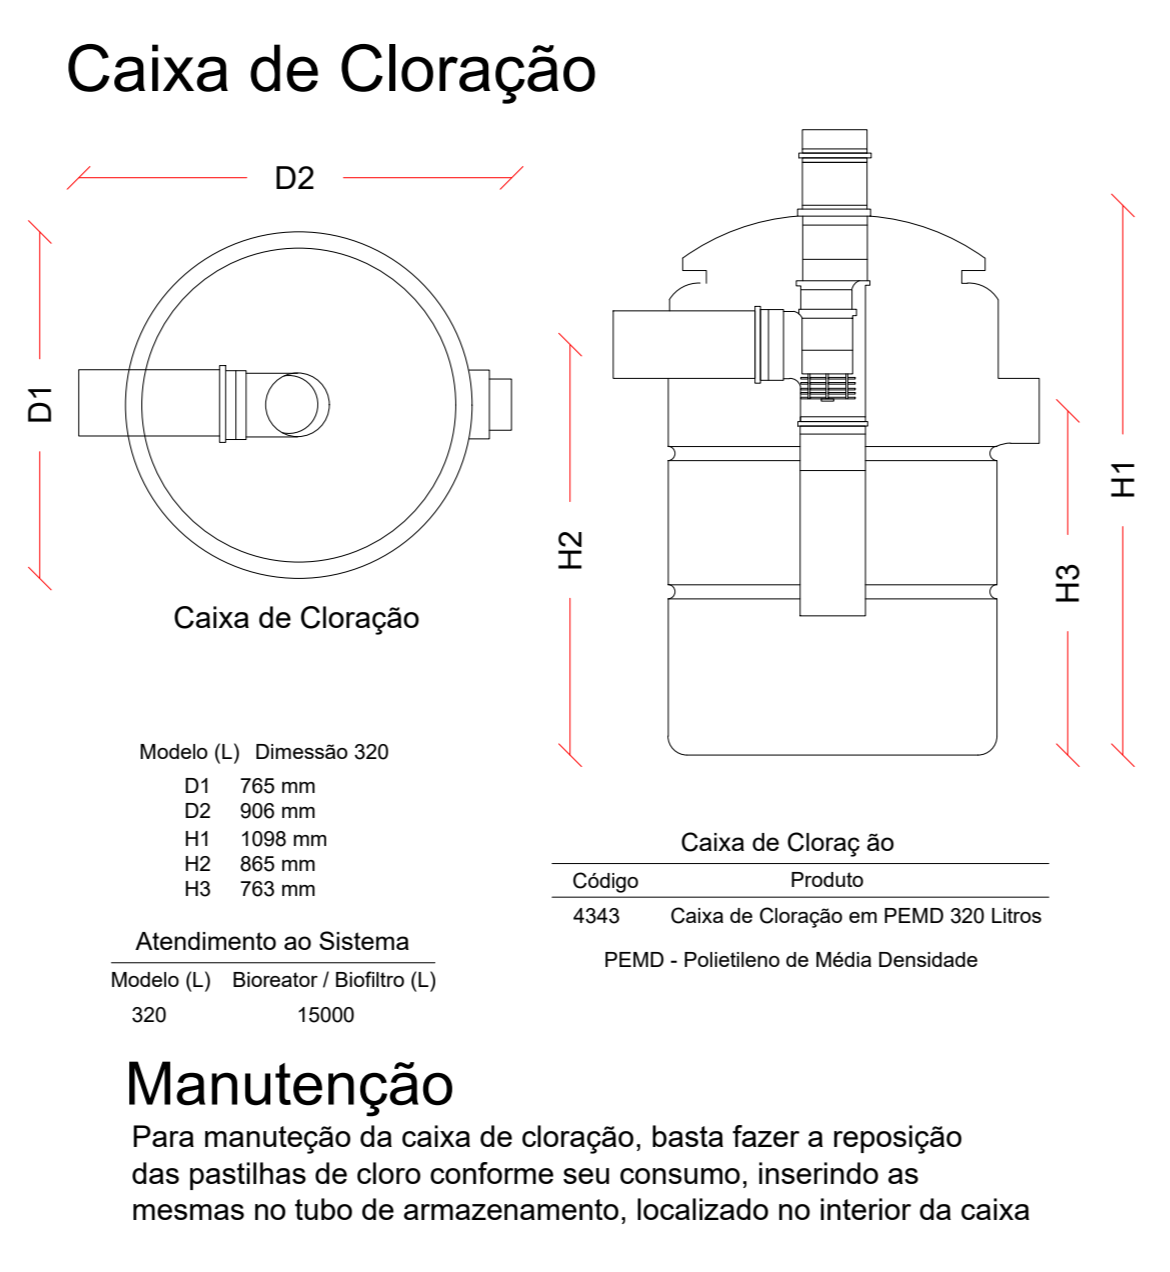 Caixa de Cloração
D2
D1
H2
H3
H1
Caixa de Cloração
Modelo (L) Dimessão 320
D1 765 mm
D2 906 mm
H1 1098 mm
H2 865 mm
H3 763 mm
Atendimento ao Sistema
Modelo (L) Bioreator / Biofiltro (L)
320 15000
Caixa de Cloraç ão
Código Produto
4343 Caixa de Cloração em PEMD 320 Litros
PEMD - Polietileno de Média Densidade
Manutenção
Para manuteção da caixa de cloração, basta fazer a reposição
das pastilhas de cloro conforme seu consumo, inserindo as
mesmas no tubo de armazenamento, localizado no interior da caixa